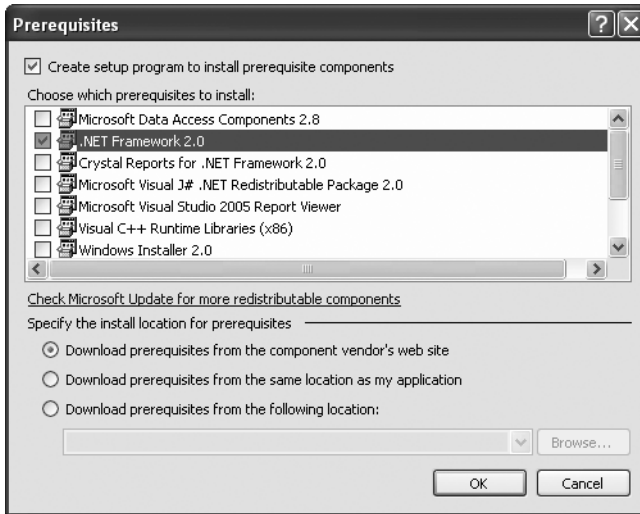 Prerequisites
Create setup program to install prerequisite components
Choose which prerequisites to install:
Microsoft Data Access Components 2.8
.NET Framework 2.0
Crystal Reports for .NET Framework 2.0
Microsoft Visual J# .NET Redistributable Package 2.0
Microsoft Visual Studio 2005 Report Viewer
Visual C++ Runtime Libraries (x86)
Windows Installer 2.0
Check Microsoft Update for more redistributable components
Specify the install location for prerequisites
Download prerequisites from the component vendor's web site
Download prerequisites from the same location as my application
Download prerequisites from the following location:
Browse...
OK Cancel